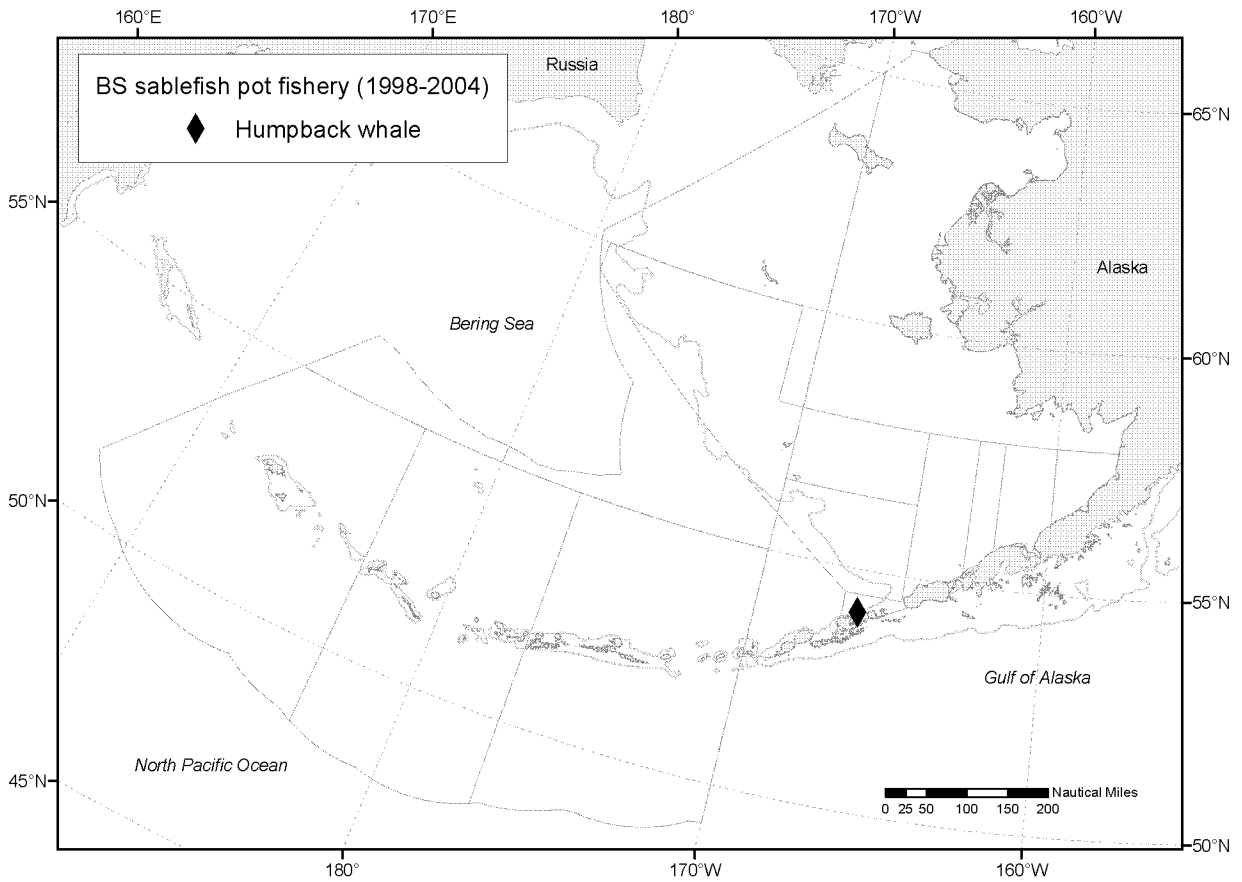 160°E 170°E 180° 170°W 160°W
BS sablefish pot fishery (1998-2004)
Humpback whale
Russia
65°N
55°N
Alaska
Bering Sea
60°N
50°N
55°N
Gulf of Alaska
North Pacific Ocean
45°N
Nautical Miles
0 25 50 100 150 200
50°N
180° 170°W 160°W